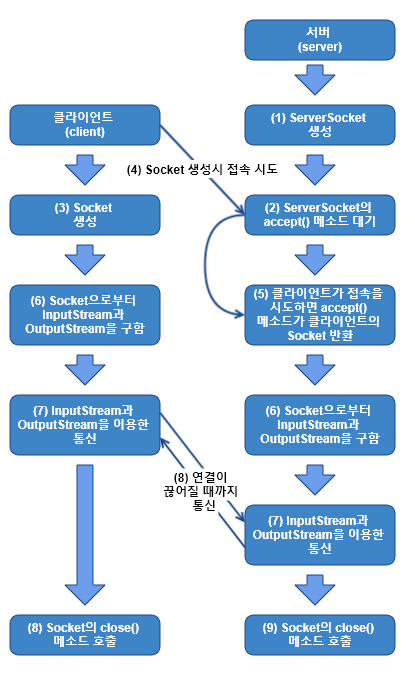 서버
(server)
(1) ServerSocket
생성
클라이언트
(client)
(4) Socket 생성시 접속 시도
(3) Socket
생성
(2) ServerSocket의
accept() 메소드 대기
(6) Socket으로부터
InputStream과
OutputStream을 구함
(5) 클라이언트가 접속을
시도하면 accept()
메소드가 클라이언트의
Socket 반환
(7) InputStream과
OutputStream을 이용한
통신
(6) Socket으로부터
InputStream과
OutputStream을 구함
(8) 연결이
끊어질 때까지
통신
(7) InputStream과
OutputStream을 이용한
통신
(8) Socket의 close()
메소드 호출
(9) Socket의 close()
메소드 호출